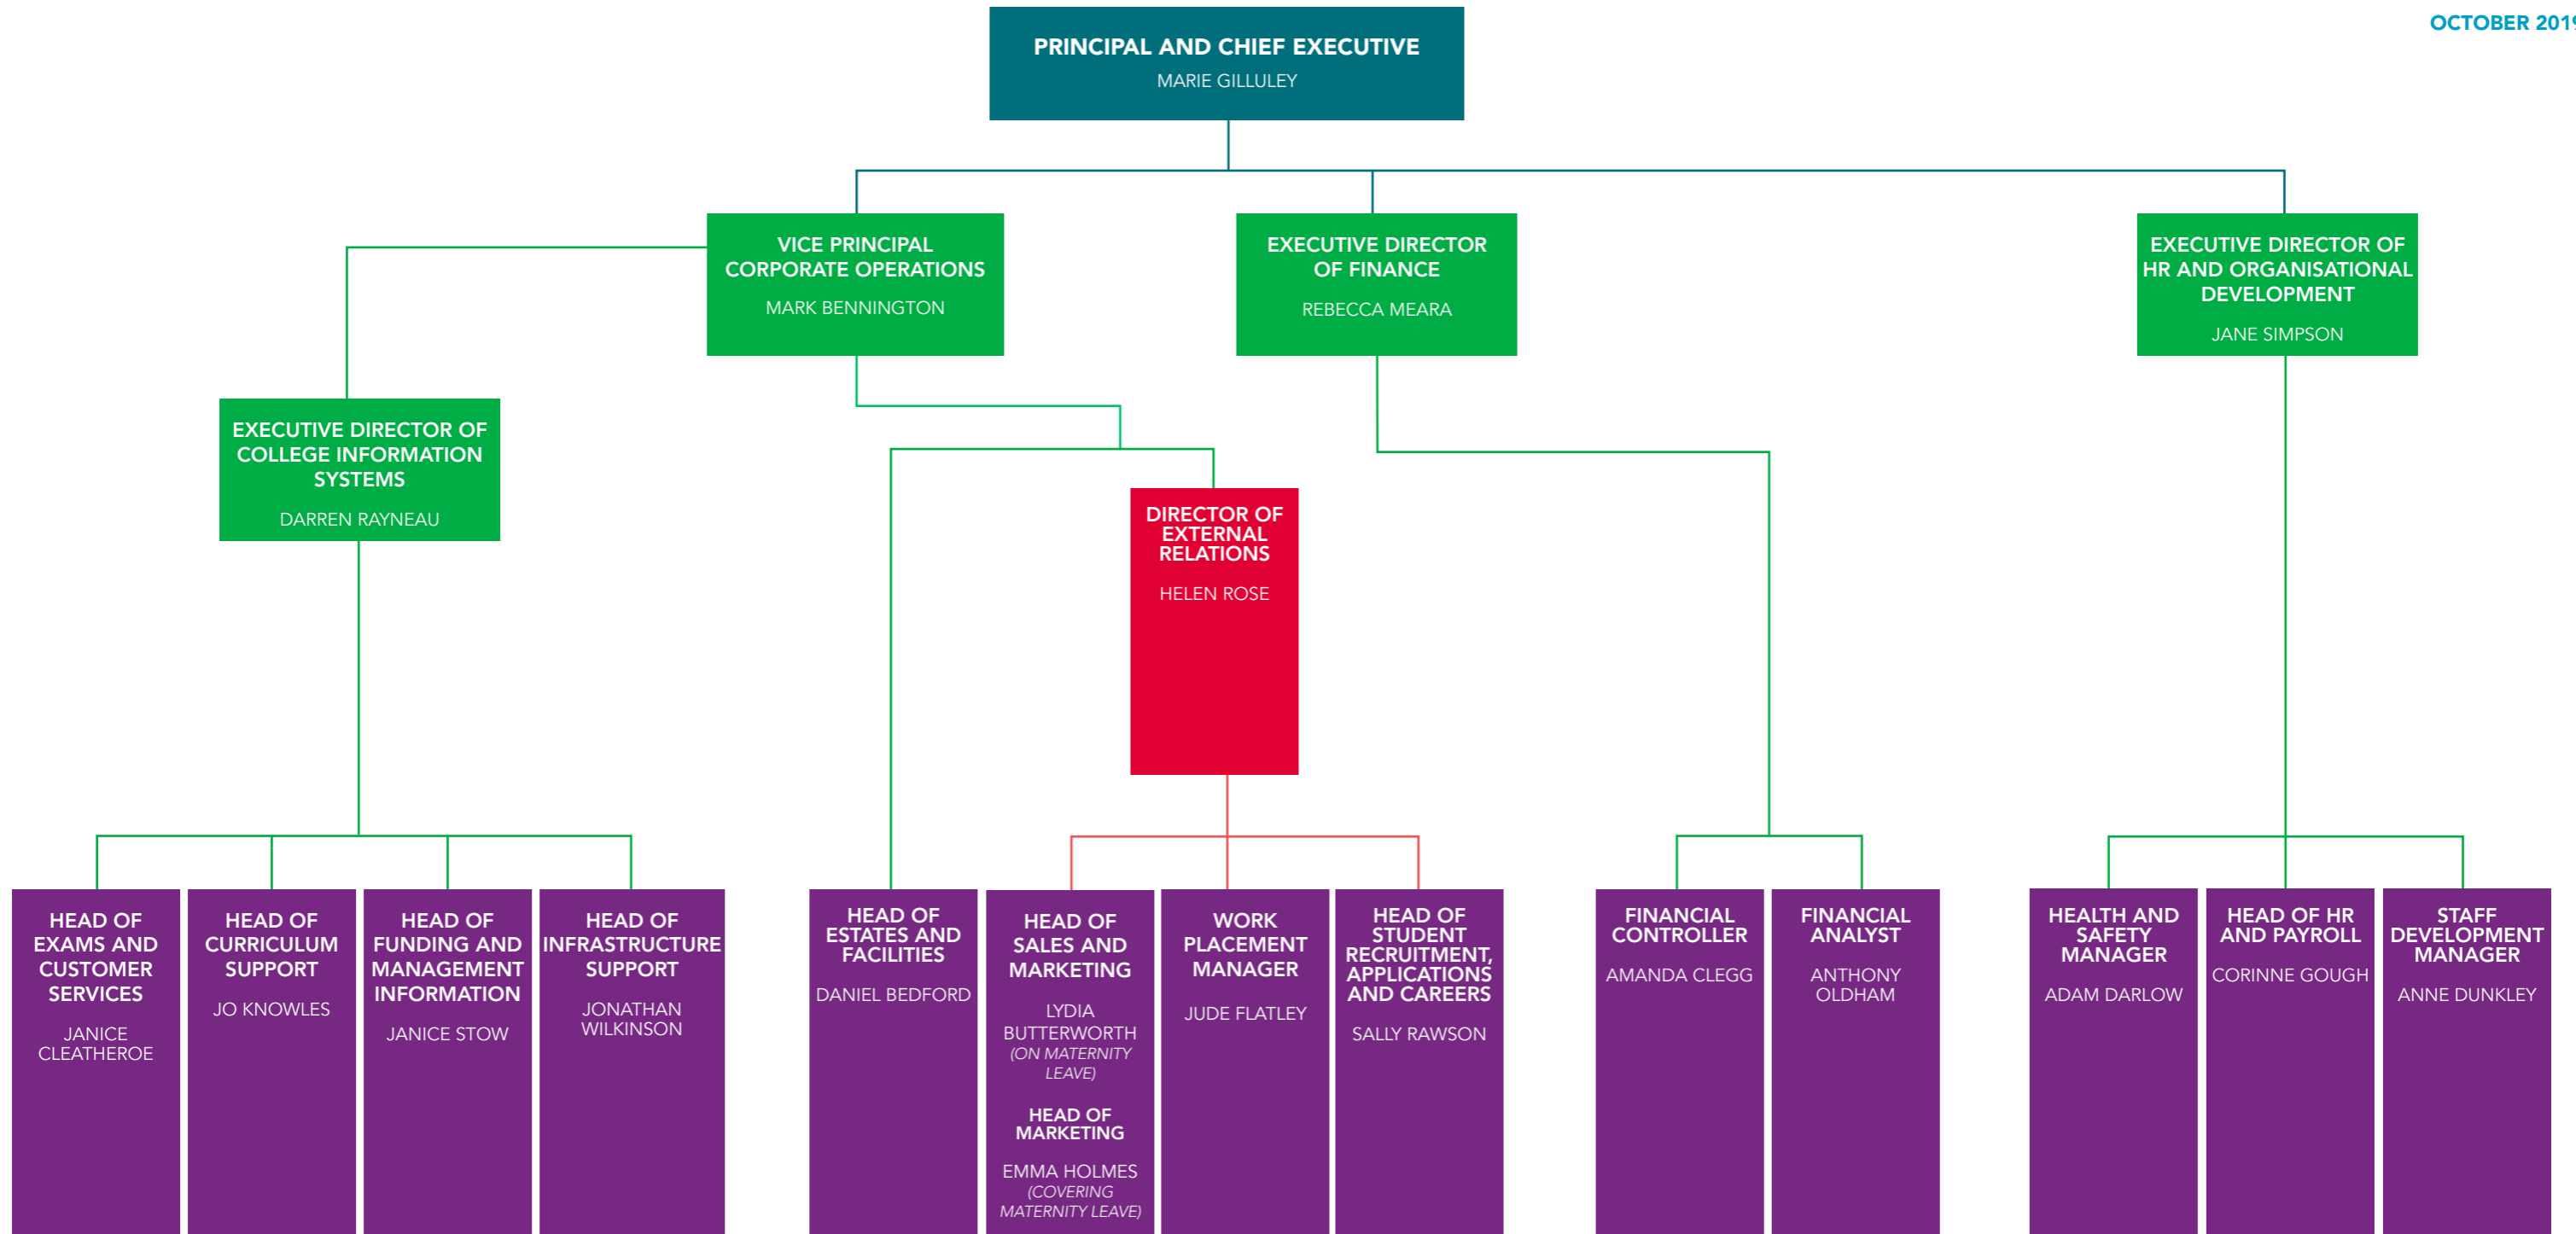 OCTOBER 2019
PRINCIPAL AND CHIEF EXECUTIVE
MARIE GILLULEY
VICE PRINCIPAL
CORPORATE OPERATIONS
MARK BENNINGTON
EXECUTIVE DIRECTOR
OF FINANCE
REBECCA MEARA
EXECUTIVE DIRECTOR OF
HR AND ORGANISATIONAL
DEVELOPMENT
JANE SIMPSON
EXECUTIVE DIRECTOR OF
COLLEGE INFORMATION
SYSTEMS
DARREN RAYNEAU
DIRECTOR OF
EXTERNAL
RELATIONS
HELEN ROSE
HEAD OF
EXAMS AND
CUSTOMER
SERVICES
JANICE
CLEATHEROE
HEAD OF
CURRICULUM
SUPPORT
JO KNOWLES
HEAD OF
FUNDING AND
MANAGEMENT
INFORMATION
JANICE STOW
HEAD OF
INFRASTRUCTURE
SUPPORT
JONATHAN
WILKINSON
HEAD OF
ESTATES AND
FACILITIES
DANIEL BEDFORD
HEAD OF
SALES AND
MARKETING
LYDIA
BUTTERWORTH
(ON MATERNITY
LEAVE)
HEAD OF
MARKETING
EMMA HOLMES
(COVERING
MATERNITY LEAVE)
WORK
PLACEMENT
MANAGER
JUDE FLATLEY
HEAD OF
STUDENT
RECRUITMENT,
APPLICATIONS
AND CAREERS
SALLY RAWSON
FINANCIAL
CONTROLLER
AMANDA CLEGG
FINANCIAL
ANALYST
ANTHONY
OLDHAM
HEALTH AND
SAFETY
MANAGER
ADAM DARLOW
HEAD OF HR
AND PAYROLL
CORINNE GOUGH
STAFF
DEVELOPMENT
MANAGER
ANNE DUNKLEY